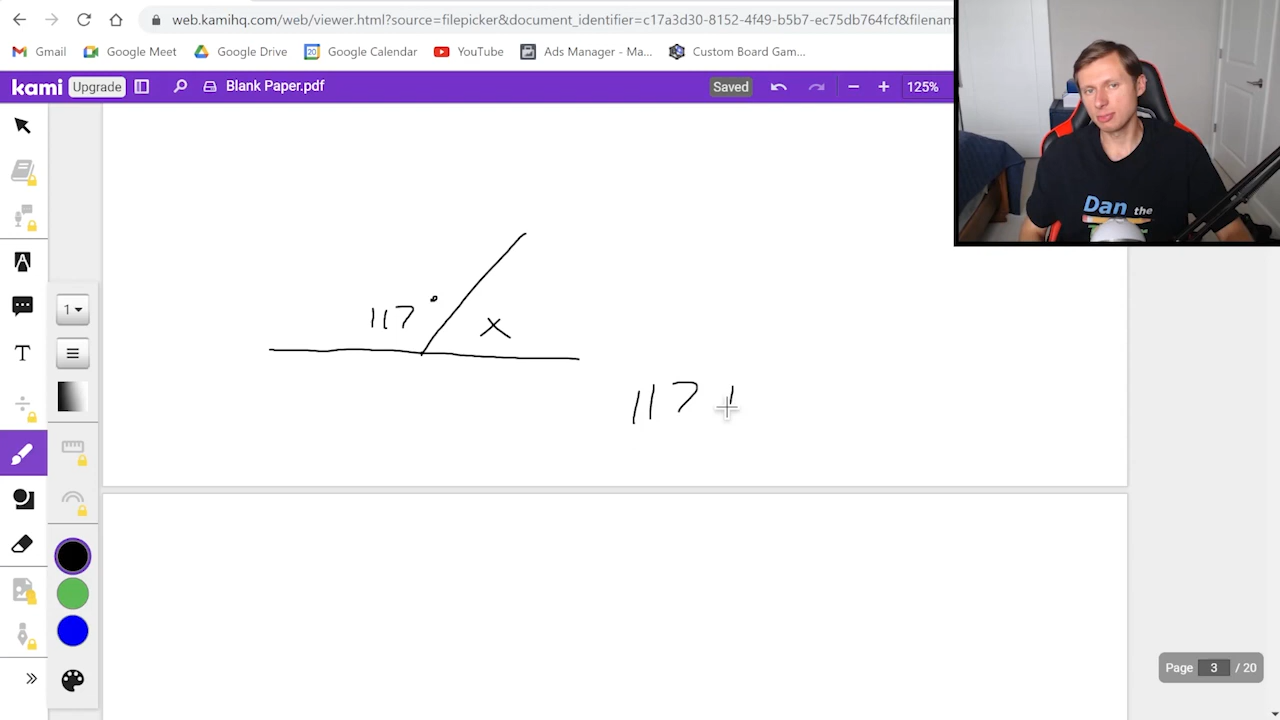 web.kamihq.com/web/viewer.html?source=filepicker&document_identifier=c17a3d30-8152-4f49-b5b7-ec75db764fcf&filenam
Gmail
Google Meet
Google Drive
20
Google Calendar
YouTube
Ads Manager - Ma...
Custom Board Gam...
kami
Upgrade
Blank Paper.pdf
Saved
125%
Dan the
A
T
1
117° x
117 +
Page 3 / 20